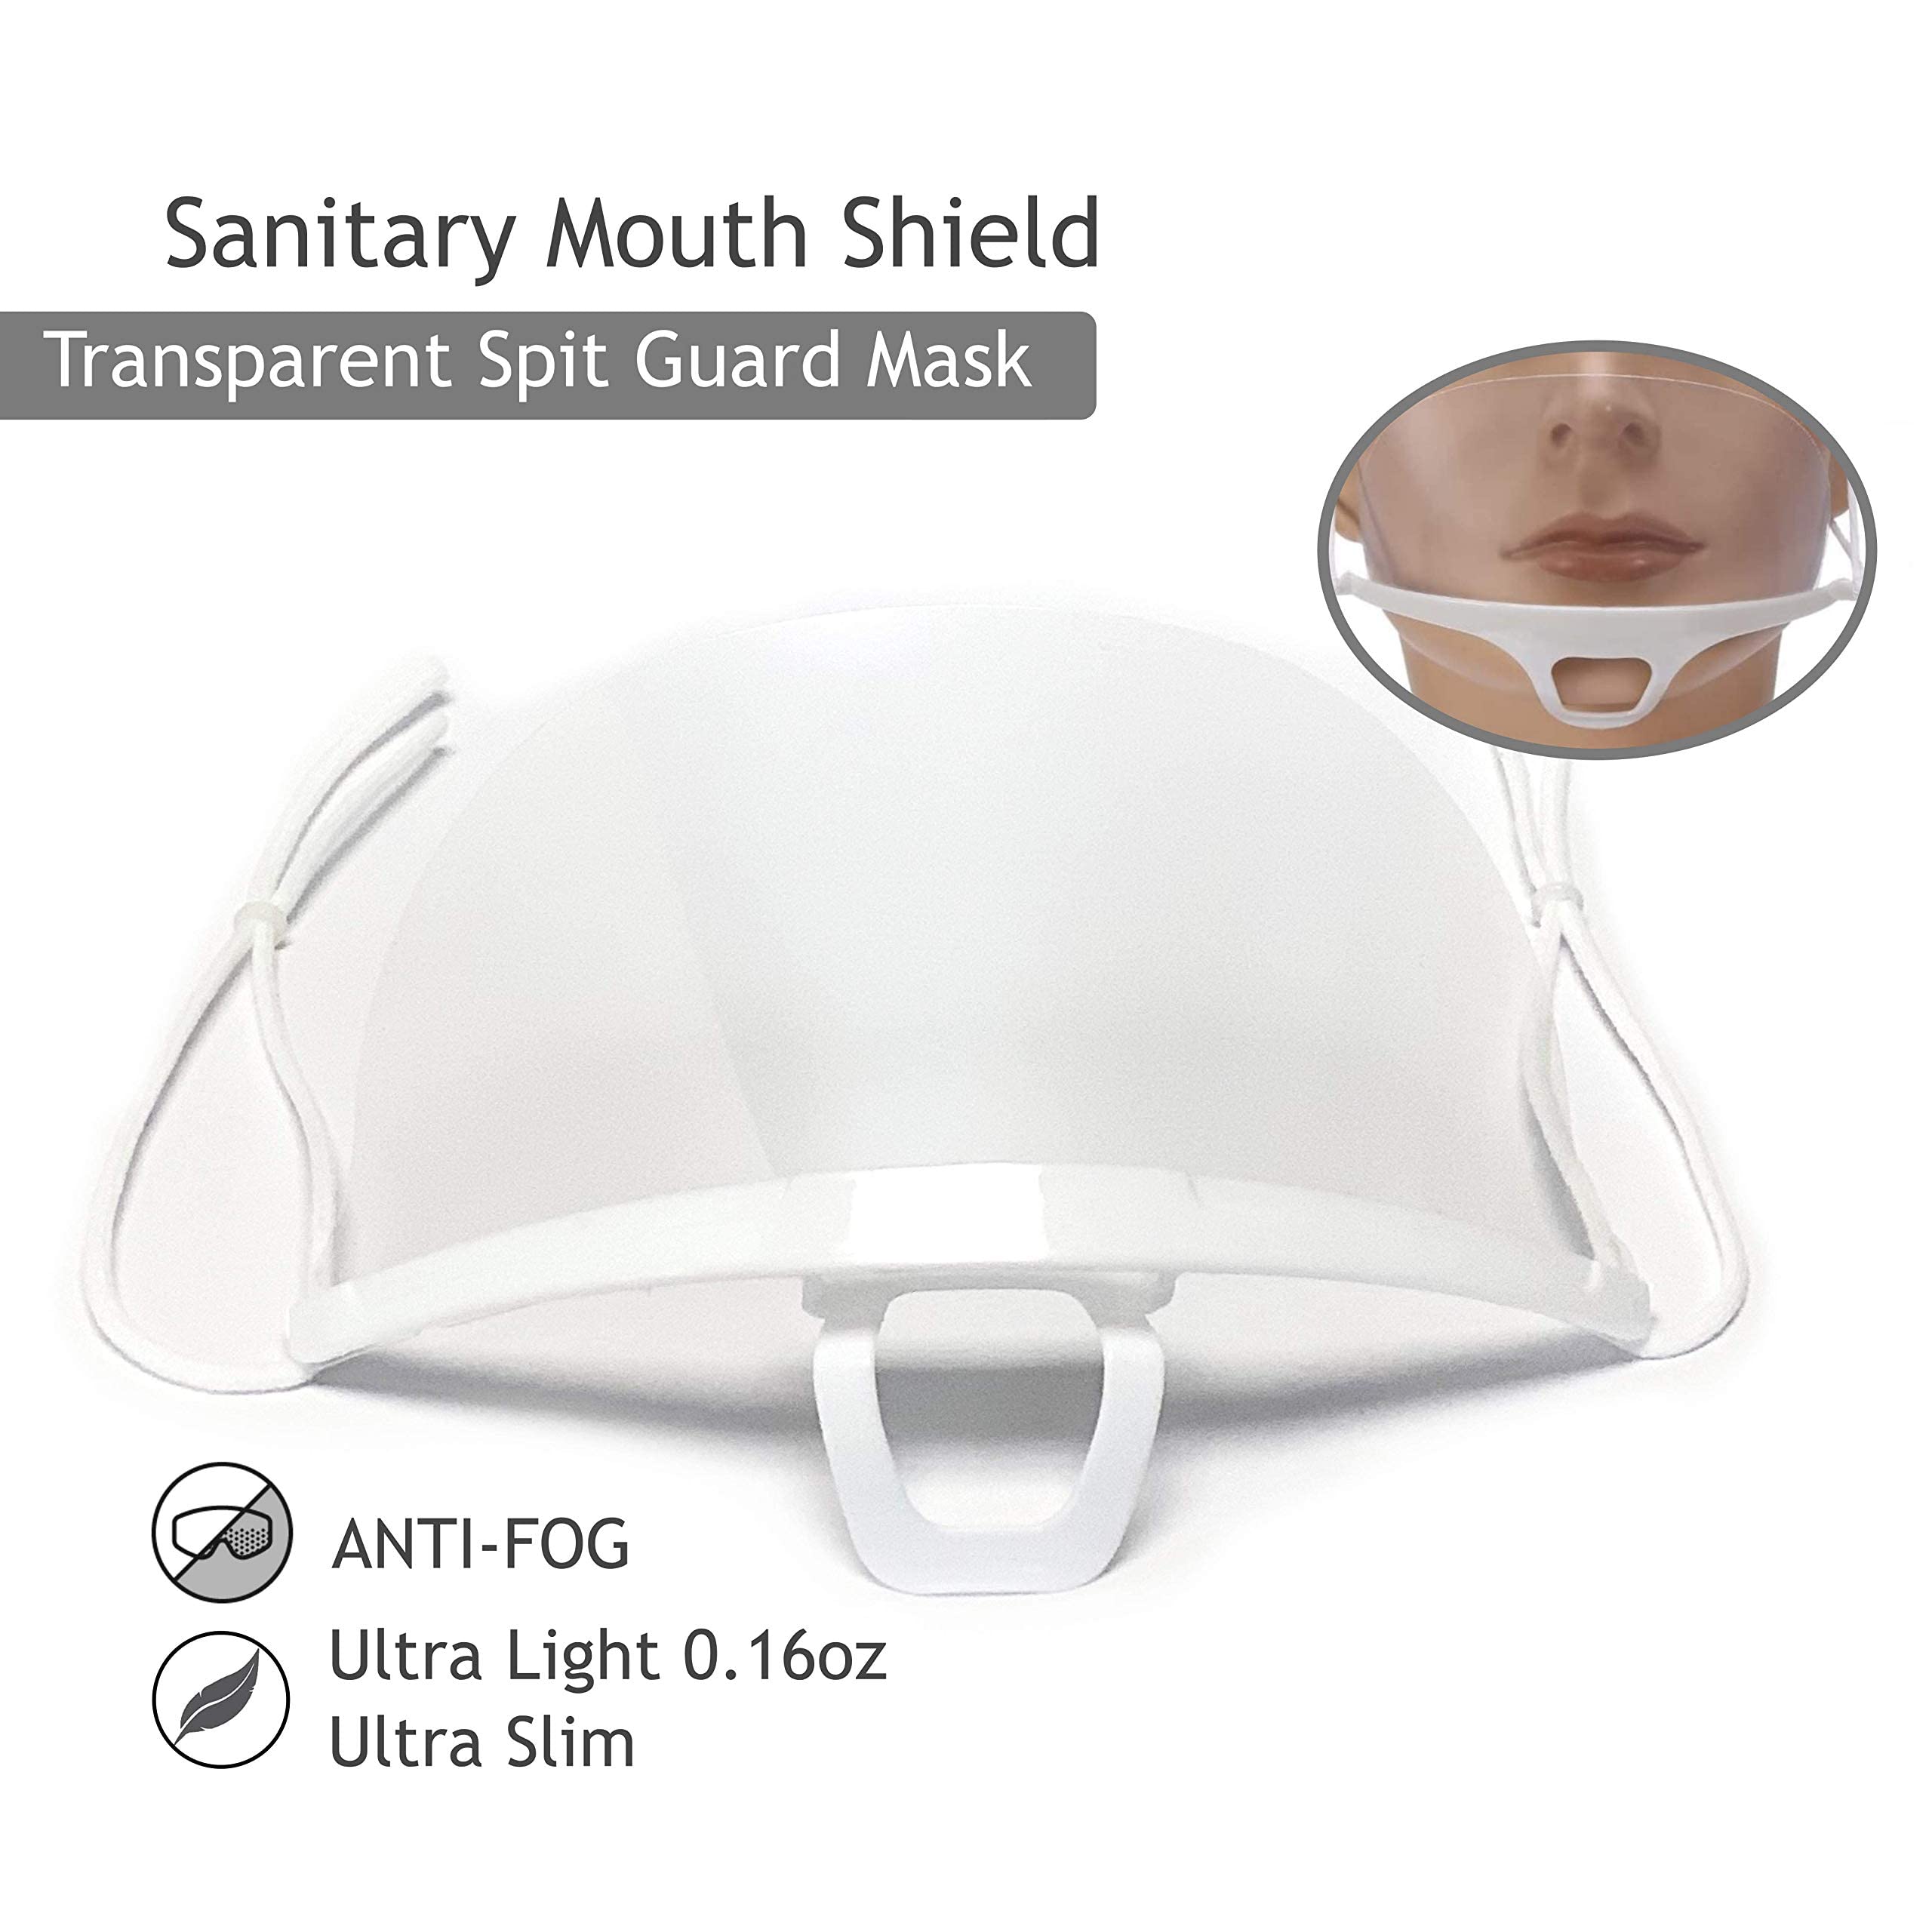 Sanitary Mouth Shield
Transparent Spit Guard Mask
ANTI-FOG
Ultra Light 0.16oz
Ultra Slim